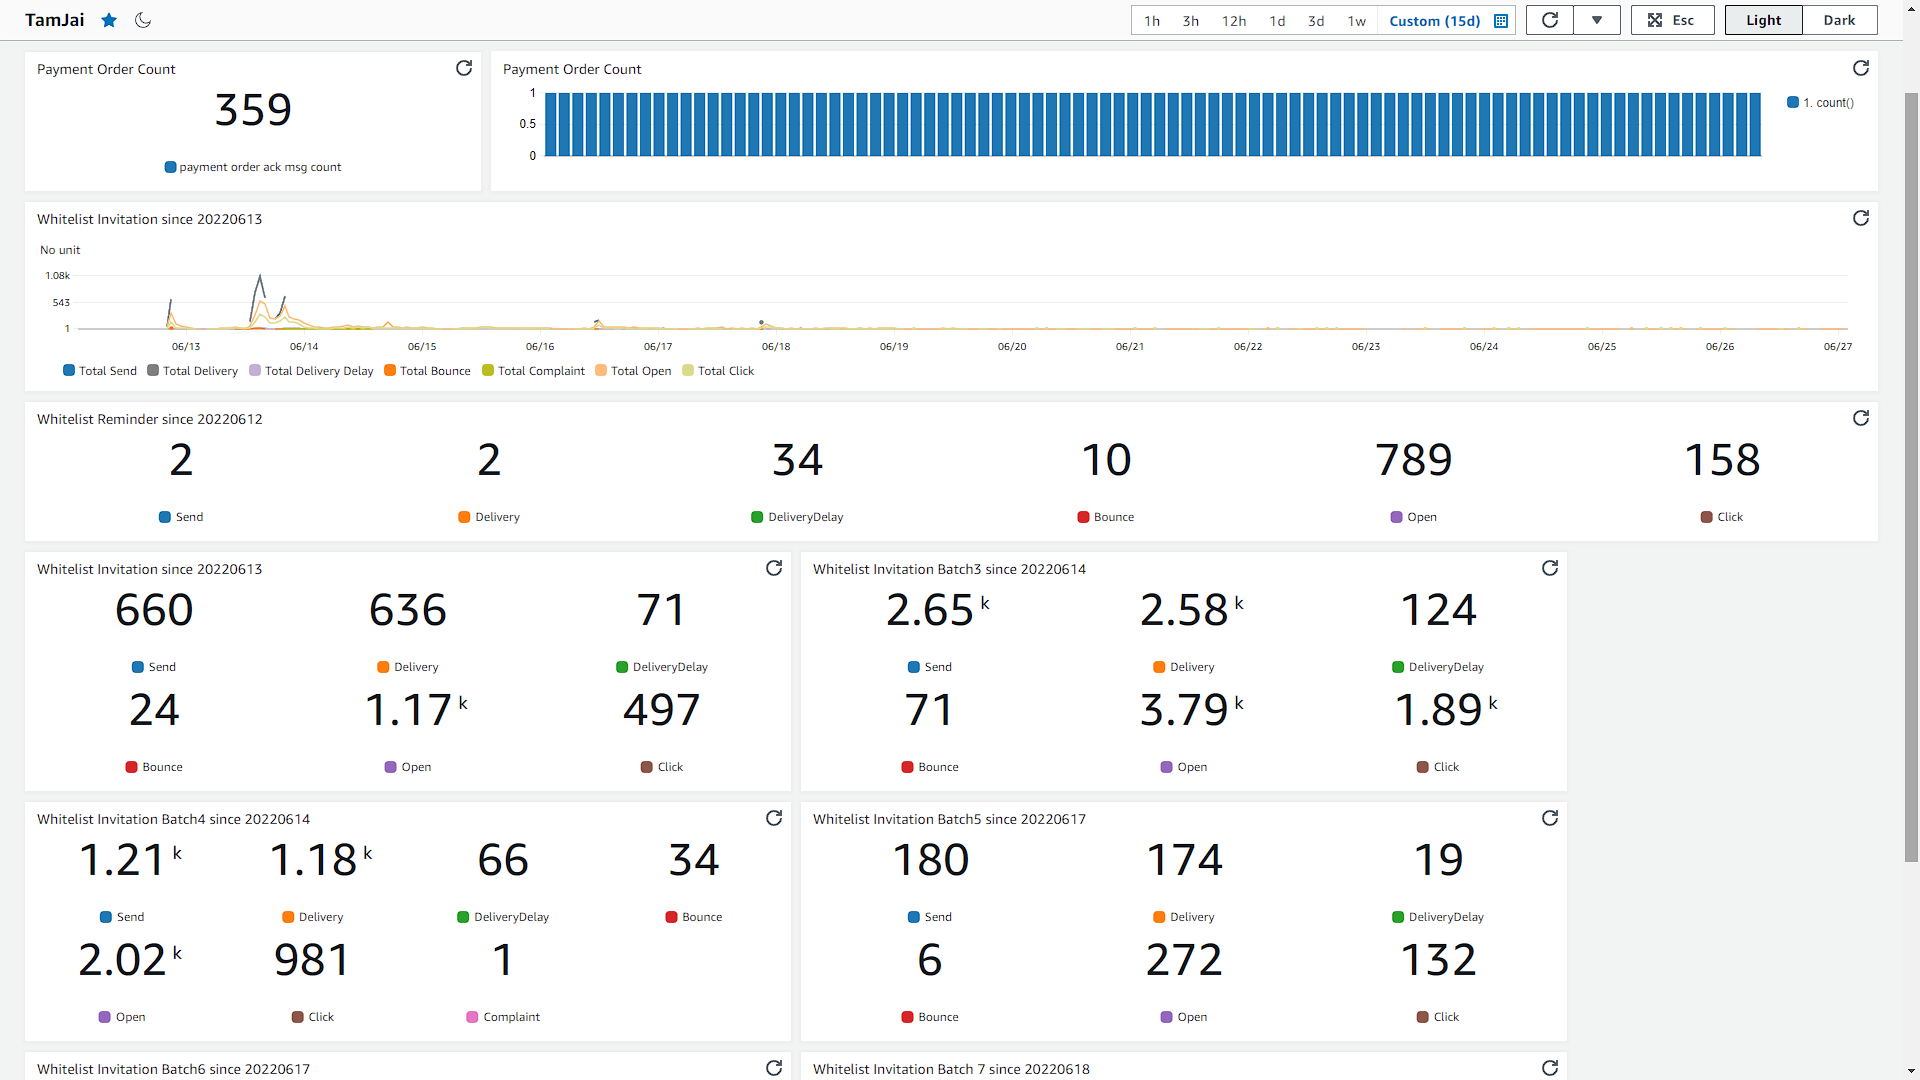 TamJai
1h 3h 12h 1d 3d 1w Custom (15d) Esc Light Dark
Payment Order Count
359
payment order ack msg count
Payment Order Count
1
0.5
0
1. count()
Whitelist Invitation since 20220613
No unit
1.08k
543
1
06/13 06/14 06/15 06/16 06/17 06/18 06/19 06/20 06/21 06/22 06/23 06/24 06/25 06/26 06/27
Total Send Total Delivery Total Delivery Delay Total Bounce Total Complaint Total Open Total Click
Whitelist Reminder since 20220612
2 2 34 10 789 158
Send Delivery DeliveryDelay Bounce Open Click
Whitelist Invitation since 20220613
660 636 71
Send Delivery DeliveryDelay
24 1.17 k 497
Bounce Open Click
Whitelist Invitation Batch3 since 20220614
2.65 k 2.58 k 124
Send Delivery DeliveryDelay
71 3.79 k 1.89 k
Bounce Open Click
Whitelist Invitation Batch4 since 20220614
1.21 k 1.18 k 66 34
Send Delivery DeliveryDelay Bounce
2.02 k 981 1
Open Click Complaint
Whitelist Invitation Batch5 since 20220617
180 174 19
Send Delivery DeliveryDelay
6 272 132
Bounce Open Click
Whitelist Invitation Batch6 since 20220617
Whitelist Invitation Batch 7 since 20220618